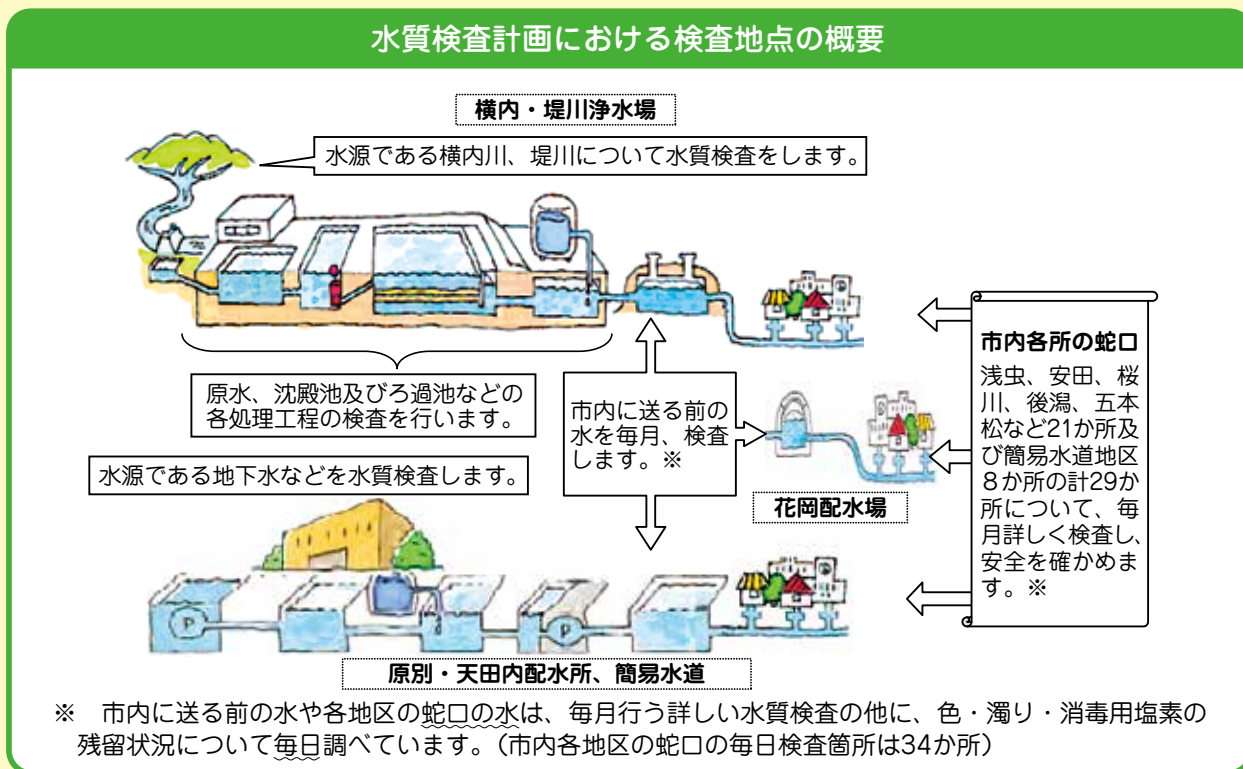 水質検査計画における検査地点の概要
横内・堤川浄水場
水源である横内川、堤川について水質検査をします。
原水、沈殿池及びろ過池などの
各処理工程の検査を行います。
市内に送る前の
水を毎月、検査
します。※
花岡配水場
市内各所の蛇口
浅虫、安田、桜
川、後潟、五本
松など21か所及
び簡易水道地区
８か所の計29か
所について、毎
月詳しく検査し、
安全を確かめま
す。※
水源である地下水などを水質検査します。
P
P
原別・天田内配水所、簡易水道
※　市内に送る前の水や各地区の蛇口の水は、毎月行う詳しい水質検査の他に、色・濁り・消毒用塩素の
残留状況について毎日調べています。（市内各地区の蛇口の毎日検査箇所は34か所）